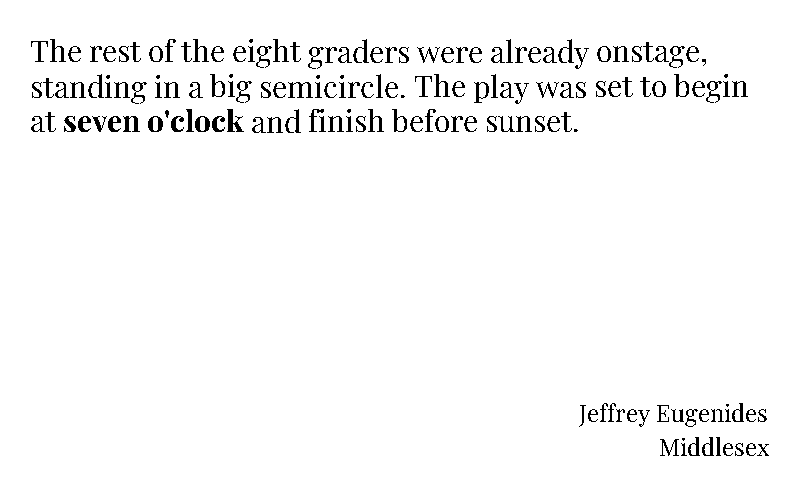 The rest of the eight graders were already onstage,
standing in a big semicircle. The play was set to begin
at seven o'clock and finish before sunset.
Jeffrey Eugenides
Middlesex